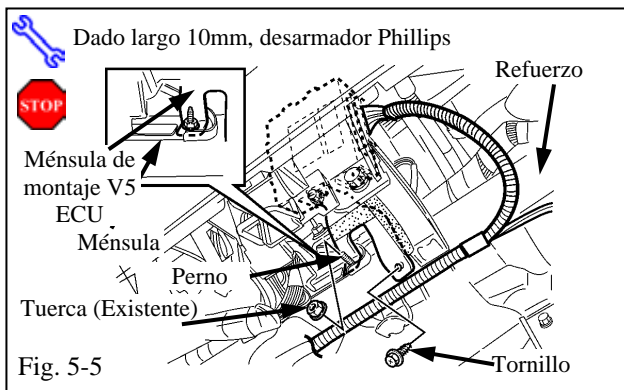 Dado largo 10mm, desarmador Phillips
Refuerzo
STOP
Ménsula de
montaje V5
ECU
Ménsula
Perno
Tuerca (Existente)
Fig. 5-5
Tornillo